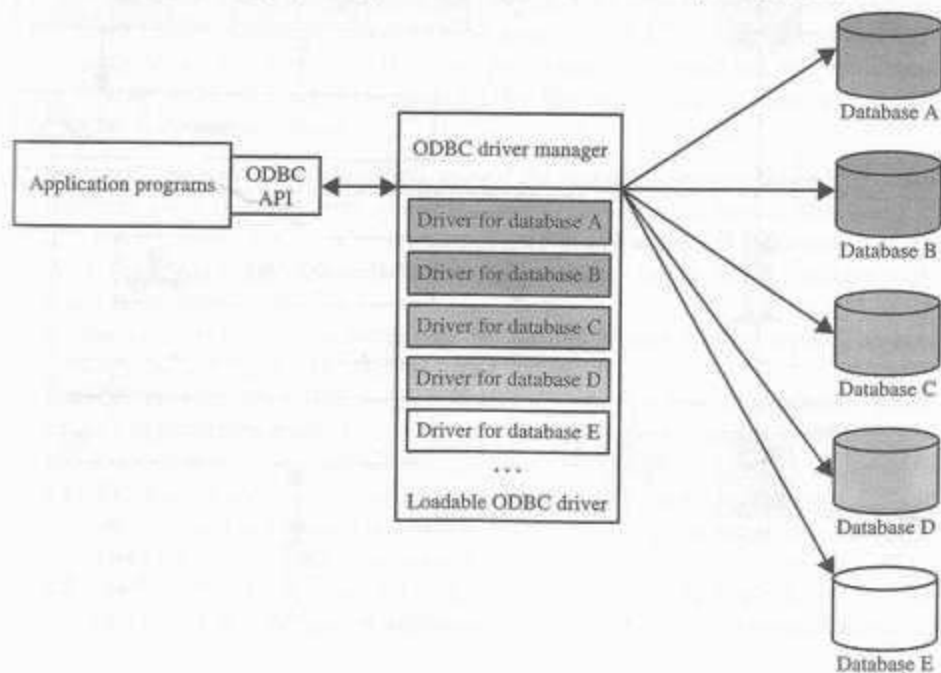 Application programs
ODBC
API
ODBC driver manager
Driver for database A
Driver for database B
Driver for database C
Driver for database D
Driver for database E
...
Loadable ODBC driver
Database A
Database B
Database C
Database D
Database E